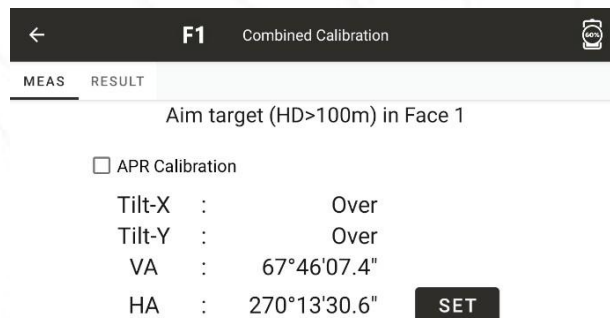 ← F1 Combined Calibration 60%
MEAS RESULT
Aim target (HD>100m) in Face 1
APR Calibration
Tilt-X : Over
Tilt-Y : Over
VA : 67°46'07.4"
HA : 270°13'30.6" SET